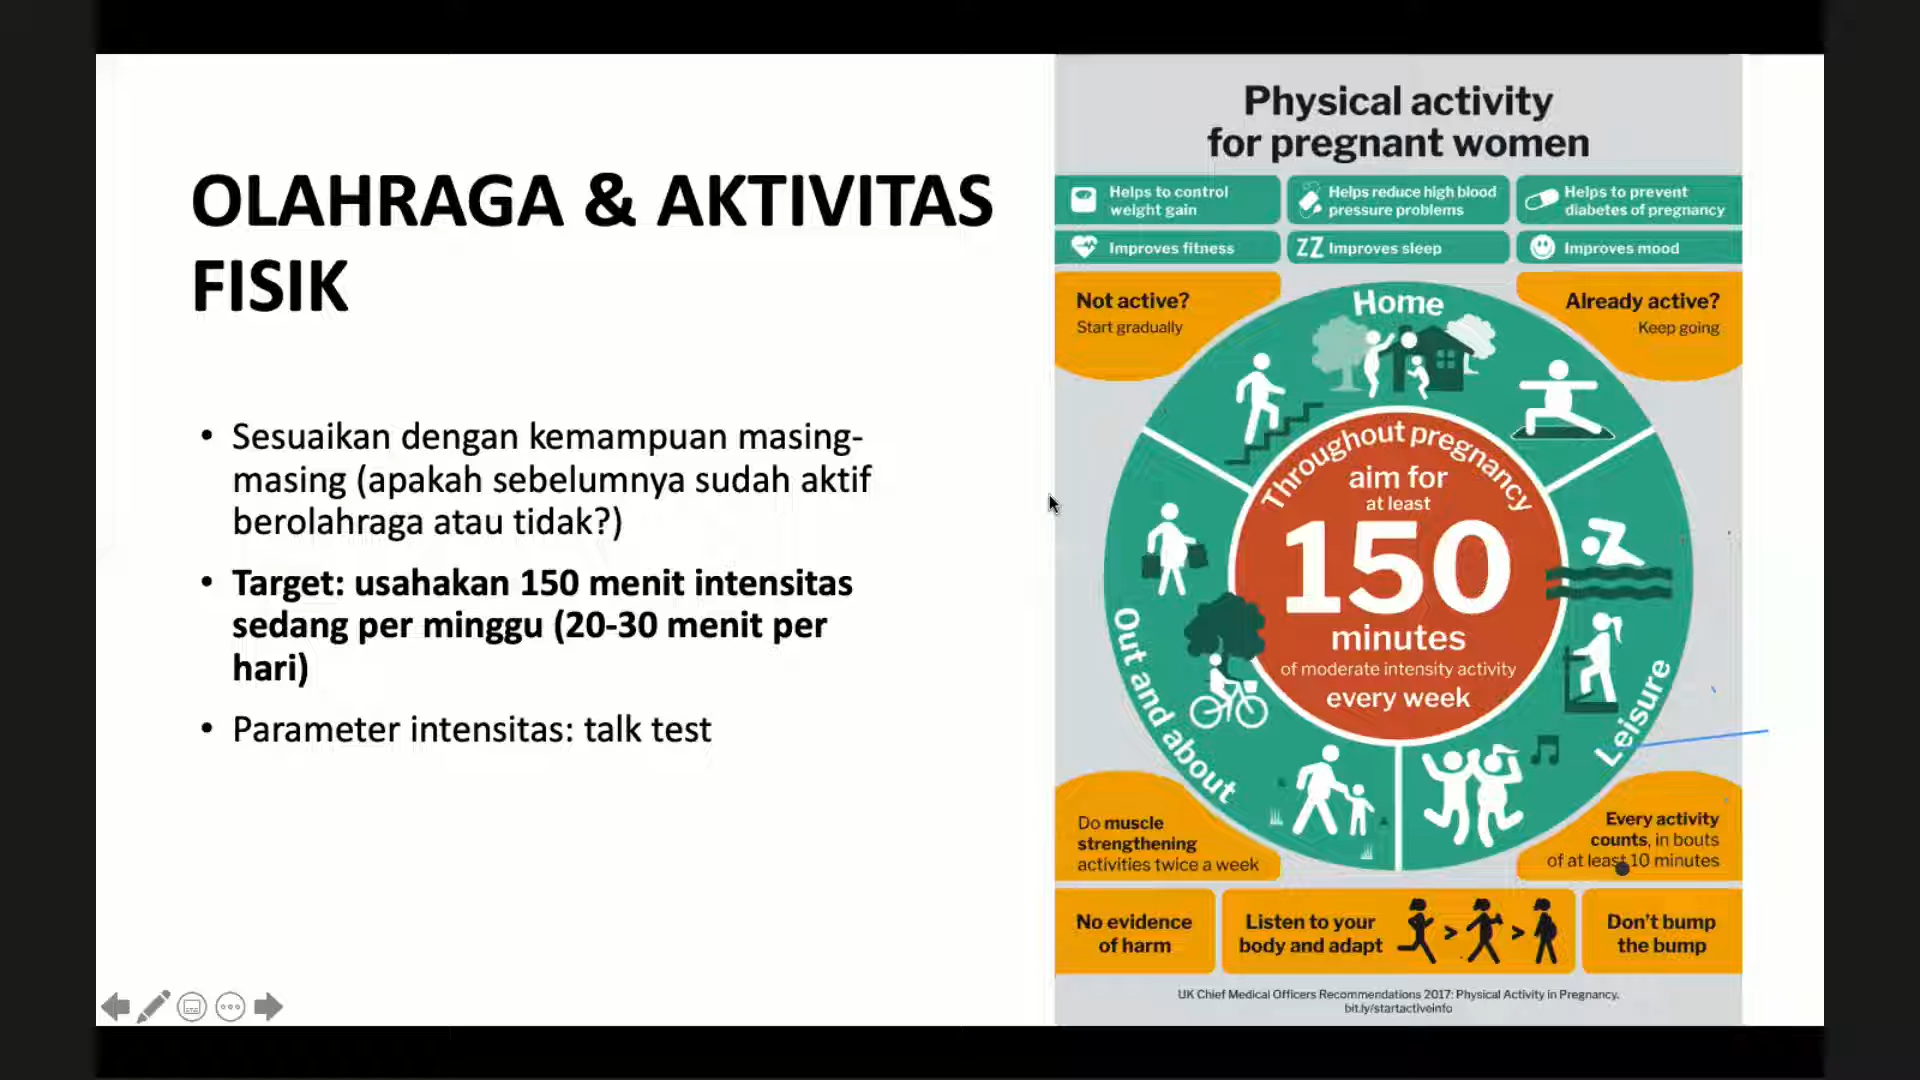 OLAHRAGA & AKTIVITAS
FISIK
• Sesuaikan dengan kemampuan masing-
masing (apakah sebelumnya sudah aktif
berolahraga atau tidak?)
• Target: usahakan 150 menit intensitas
sedang per minggu (20-30 menit per
hari)
• Parameter intensitas: talk test
Physical activity
for pregnant women
Helps to control
weight gain
Helps reduce high blood
pressure problems
Helps to prevent
diabetes of pregnancy
Improves fitness
ZZ Improves sleep
Improves mood
Not active?
Start gradually
Already active?
Keep going
Home
Throughout pregnancy
aim for
at least
150
minutes
of moderate intensity activity
every week
Out and about
Leisure
Do muscle
strengthening
activities twice a week
Every activity
counts, in bouts
of at least 10 minutes
No evidence
of harm
Listen to your
body and adapt
> >
Don't bump
the bump
UK Chief Medical Officers Recommendations 2017: Physical Activity in Pregnancy.
bit.ly/startactiveinfo